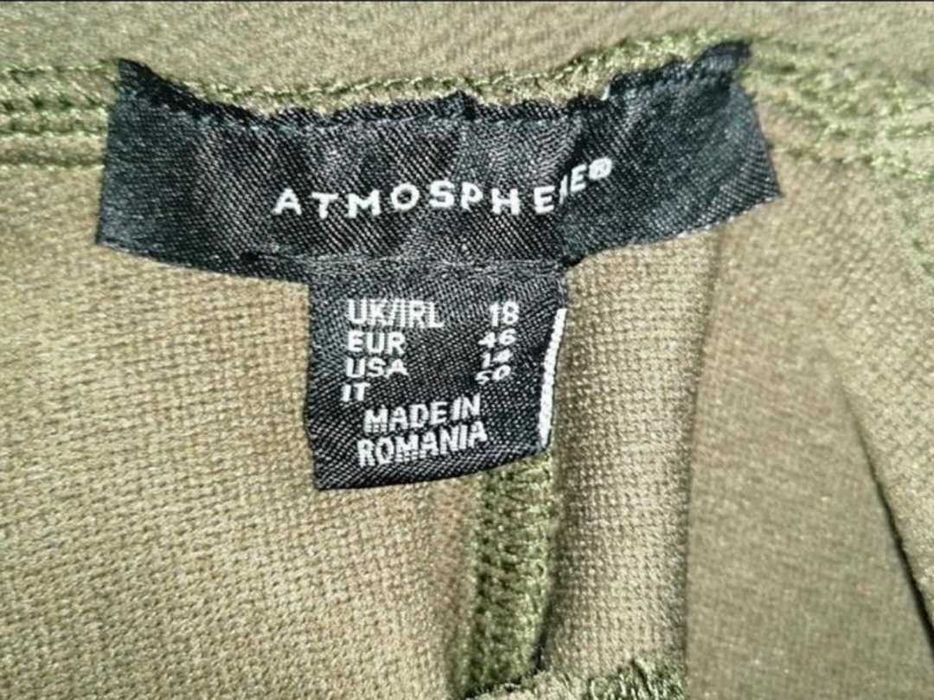 ATMOSPHERE®
UK/IRL 18
EUR 46
USA 14
IT 50
MADE IN
ROMANIA